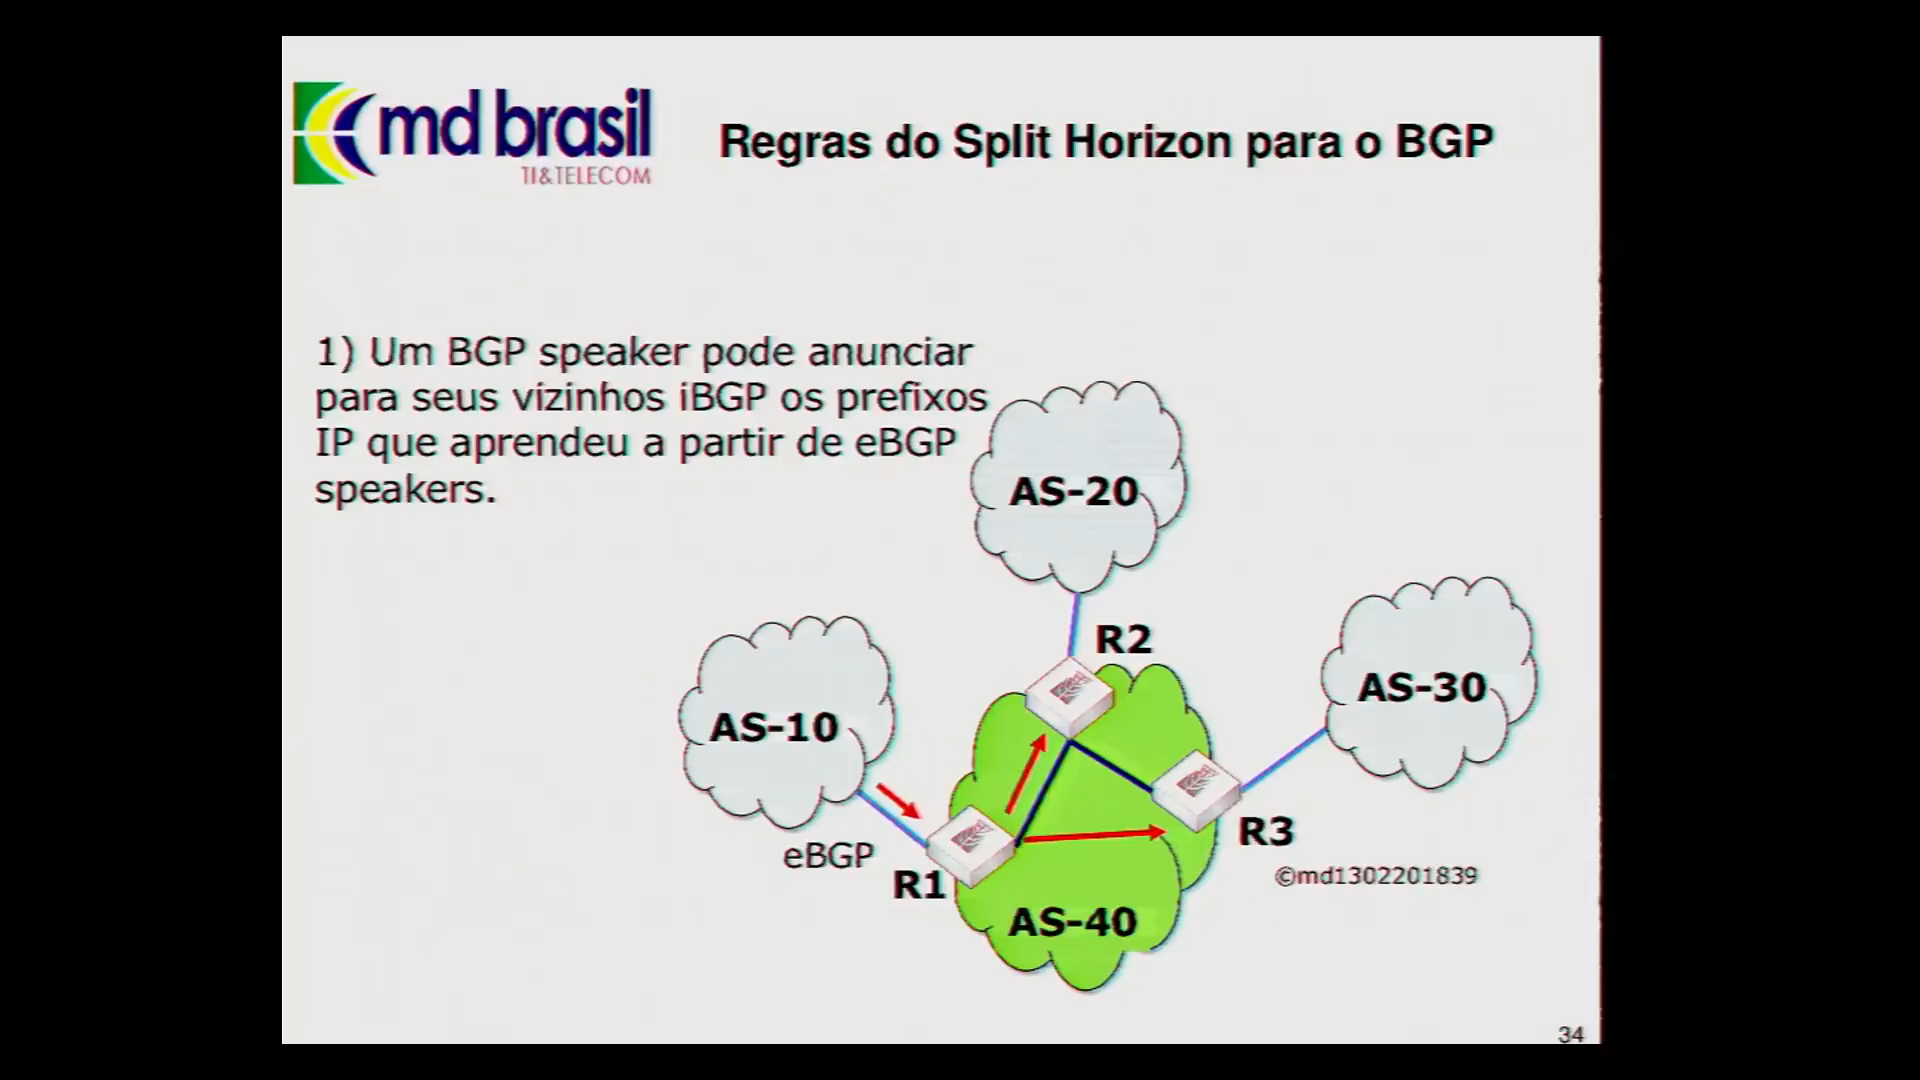 md brasil
TI&TELECOM
Regras do Split Horizon para o BGP
1) Um BGP speaker pode anunciar
para seus vizinhos iBGP os prefixos
IP que aprendeu a partir de eBGP
speakers.
AS-20
R2
AS-30
AS-10
R3
eBGP
R1
©md1302201839
AS-40
34